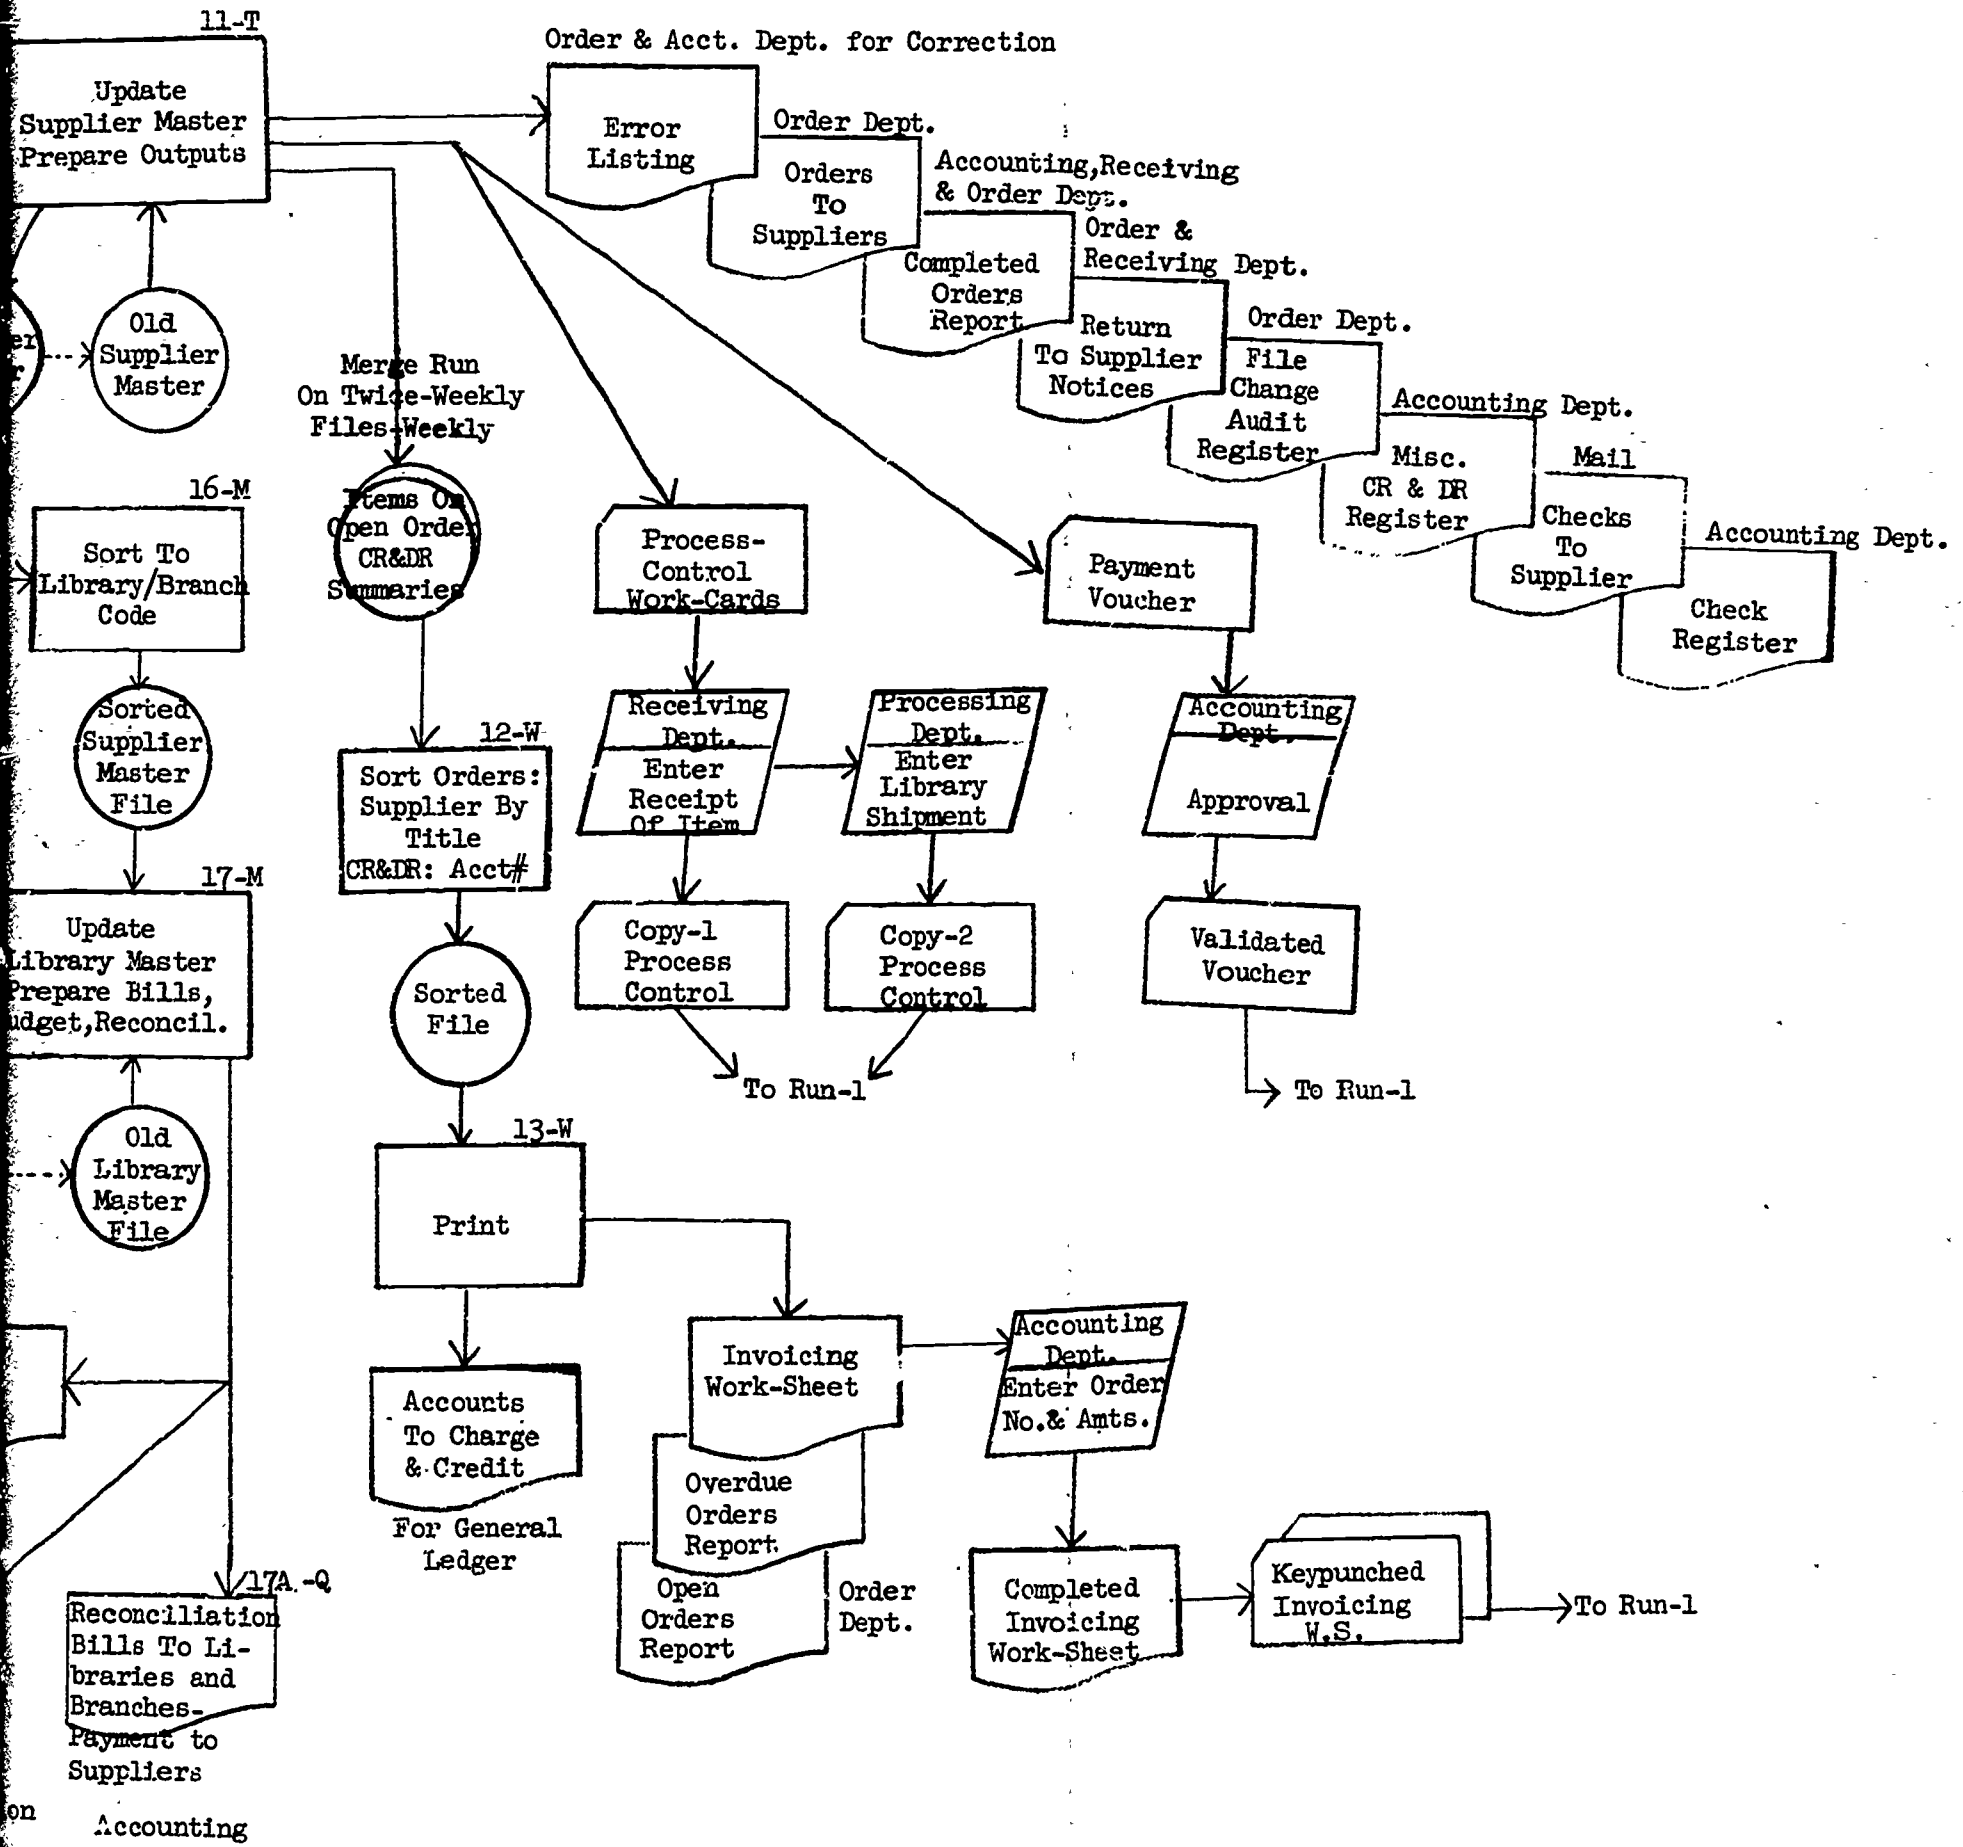 11-T
Update
Supplier Master
Prepare Outputs
Old
Supplier
Master
er
r
16-M
Sort To
Library/Branch
Code
Sorted
Supplier
Master
File
17-M
Update
Library Master
Prepare Bills,
udget,Reconcil.
Old
Library
Master
File
17A.-Q
Reconciliation
Bills To Li-
braries and
Branches-
Payment to
Suppliers
on
Accounting
Merge Run
On Twice-Weekly
Files-Weekly
Items On
Open Order
CR&DR
Summaries
12-W
Sort Orders:
Supplier By
Title
CR&DR: Acct#
Sorted
File
13-W
Print
Accounts
To Charge
& Credit
For General
Ledger
Order & Acct. Dept. for Correction
Error
Listing
Order Dept.
Orders
To
Suppliers
Accounting,Receiving
& Order Dept.
Completed
Orders
Report
Order &
Receiving Dept.
Return
To Supplier
Notices
Order Dept.
File
Change
Audit
Register
Accounting Dept.
Misc.
CR & DR
Register
Mail
Checks
To
Supplier
Accounting Dept.
Check
Register
Process-
Control
Work-Cards
Receiving
Dept.
Enter
Receipt
Of Item
Processing
Dept.
Enter
Library
Shipment
Copy-1
Process
Control
Copy-2
Process
Control
To Run-1
Payment
Voucher
Accounting
Dept.
Approval
Validated
Voucher
To Run-1
Invoicing
Work-Sheet
Overdue
Orders
Report
Open
Orders
Report
Order
Dept.
Accounting
Dept.
Enter Order
No.& Amts.
Completed
Invoicing
Work-Sheet
Keypunched
Invoicing
W.S.
To Run-1